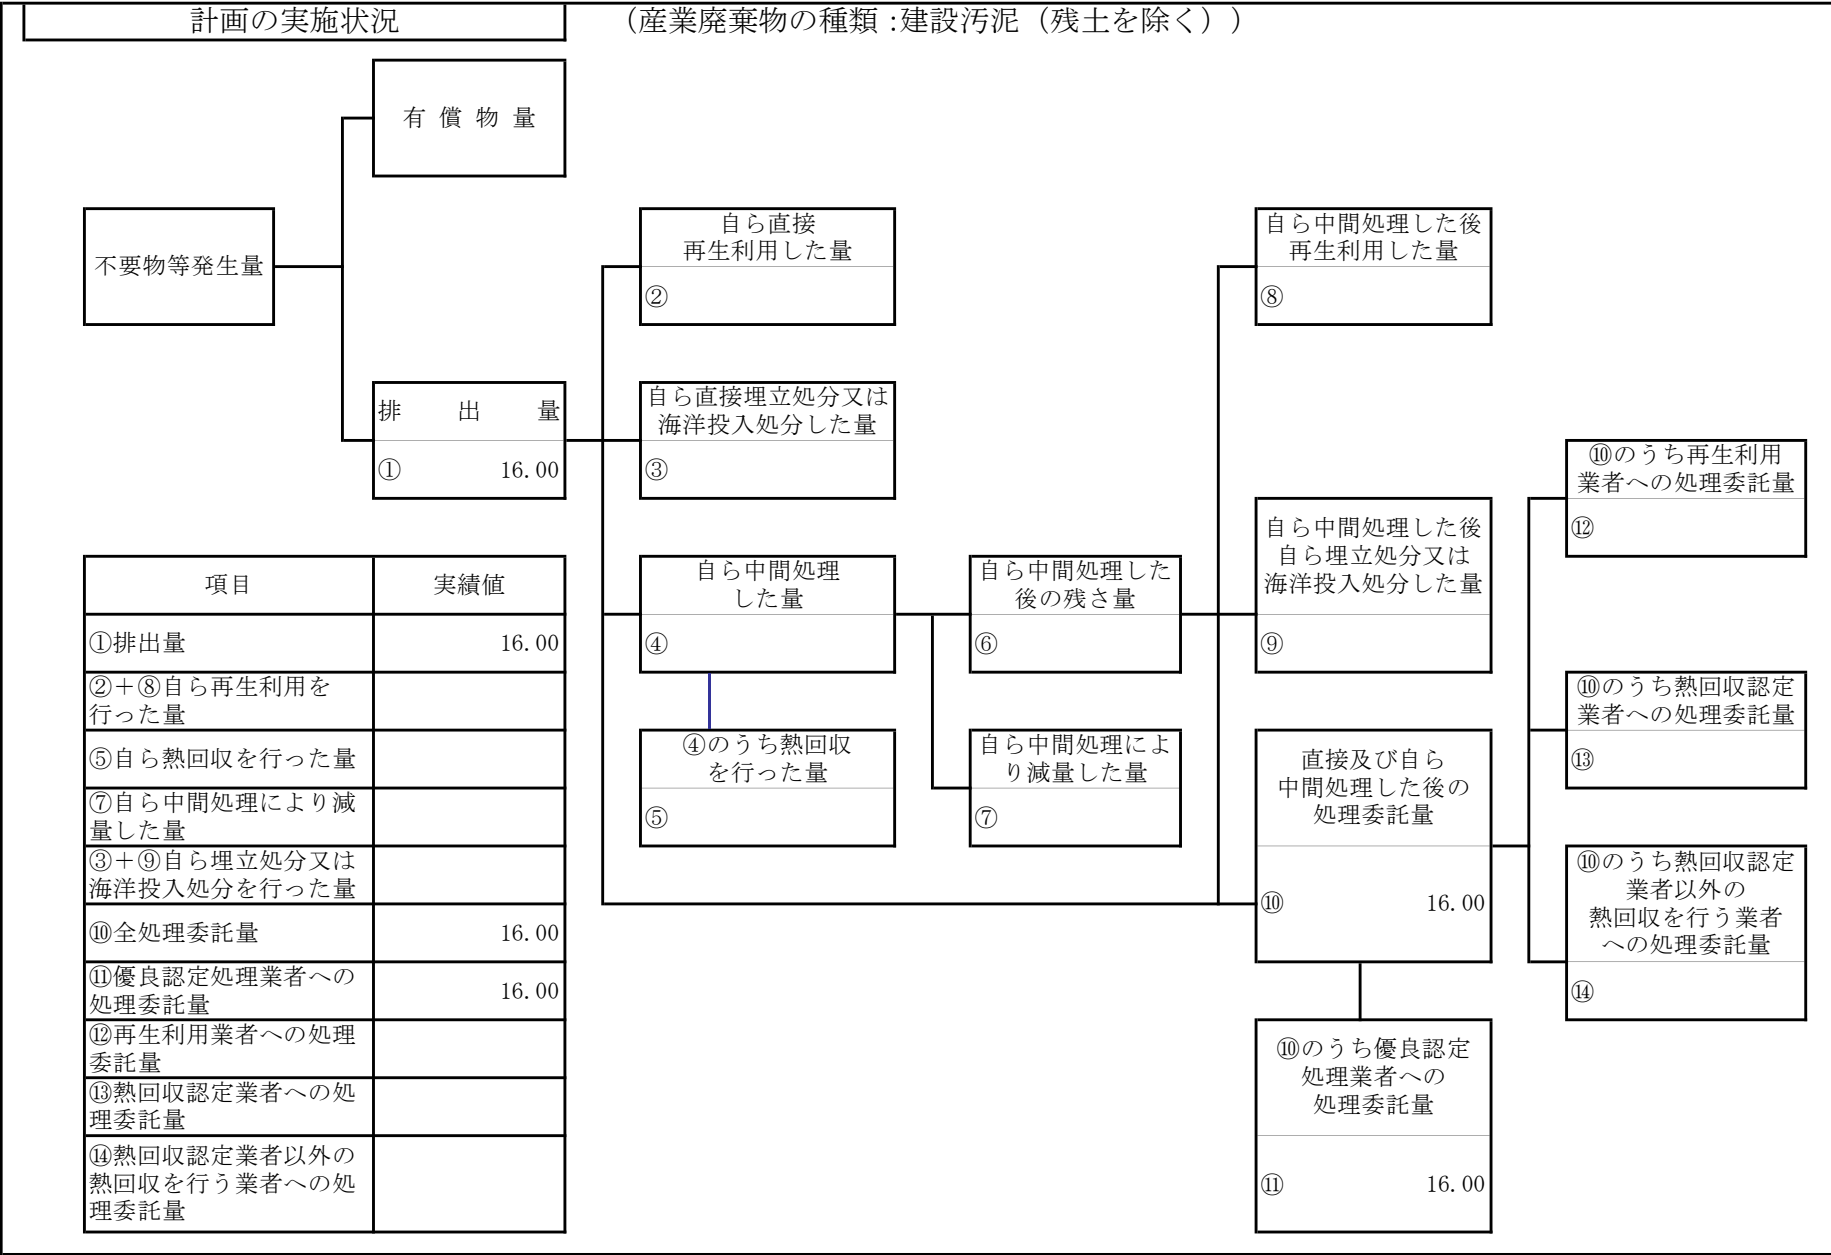 計画の実施状況
（産業廃棄物の種類:建設汚泥（残土を除く））
有償物量
不要物等発生量
排出量
① 16.00
自ら直接
再生利用した量
②
自ら直接埋立処分又は
海洋投入処分した量
③
自ら中間処理
した量
④
④のうち熱回収
を行った量
⑤
自ら中間処理した
後の残さ量
⑥
自ら中間処理によ
り減量した量
⑦
自ら中間処理した後
再生利用した量
⑧
自ら中間処理した後
自ら埋立処分又は
海洋投入処分した量
⑨
直接及び自ら
中間処理した後の
処理委託量
⑩ 16.00
⑩のうち優良認定
処理業者への
処理委託量
⑪ 16.00
⑩のうち再生利用
業者への処理委託量
⑫
⑩のうち熱回収認定
業者への処理委託量
⑬
⑩のうち熱回収認定
業者以外の
熱回収を行う業者
への処理委託量
⑭
項目 実績値
①排出量 16.00
②＋⑧自ら再生利用を
行った量
⑤自ら熱回収を行った量
⑦自ら中間処理により減
量した量
③＋⑨自ら埋立処分又は
海洋投入処分を行った量
⑩全処理委託量 16.00
⑪優良認定処理業者への
処理委託量 16.00
⑫再生利用業者への処理
委託量
⑬熱回収認定業者への処
理委託量
⑭熱回収認定業者以外の
熱回収を行う業者への処
理委託量